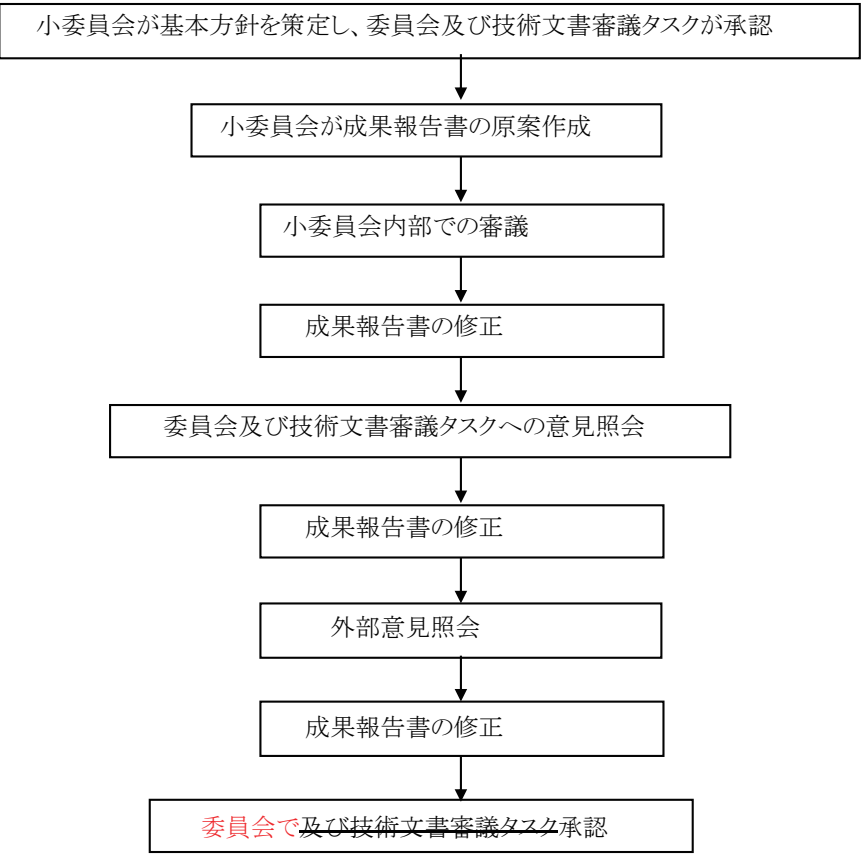 小委員会が基本方針を策定し、委員会及び技術文書審議タスクが承認
小委員会が成果報告書の原案作成
小委員会内部での審議
成果報告書の修正
委員会及び技術文書審議タスクへの意見照会
成果報告書の修正
外部意見照会
成果報告書の修正
委員会で及び技術文書審議タスク承認